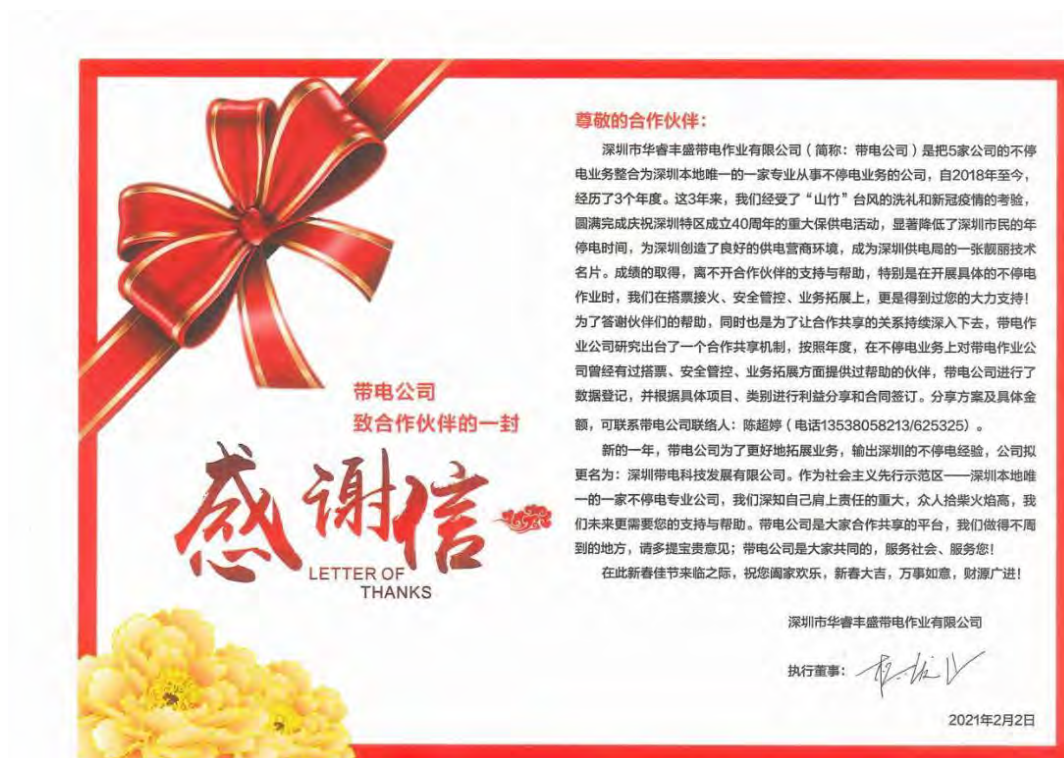 带电公司
致合作伙伴的一封
感谢信
LETTER OF
THANKS
尊敬的合作伙伴：
深圳市华睿丰盛带电作业有限公司（简称：带电公司）是把5家公司的不停
电业务整合为深圳本地唯一的一家专业从事不停电业务的公司，自2018年至今，
经历了3个年度。这3年来，我们经受了“山竹”台风的洗礼和新冠疫情的考验，
圆满完成庆祝深圳特区成立40周年的重大保供电活动，显著降低了深圳市民的年
停电时间，为深圳创造了良好的供电营商环境，成为深圳供电局的一张靓丽技术
名片。成绩的取得，离不开合作伙伴的支持与帮助，特别是在开展具体的不停电
作业时，我们在搭票接火、安全管控、业务拓展上，更是得到过您的大力支持！
为了答谢伙伴们的帮助，同时也是为了让合作共享的关系持续深入下去，带电作
业公司研究出台了一个合作共享机制，按照年度，在不停电业务上对带电作业公
司曾经有过搭票、安全管控、业务拓展方面提供过帮助的伙伴，带电公司进行了
数据登记，并根据具体项目、类别进行利益分享和合同签订。分享方案及具体金
额，可联系带电公司联络人：陈超婷（电话13538058213/625325）。
新的一年，带电公司为了更好地拓展业务，输出深圳的不停电经验，公司拟
更名为：深圳带电科技发展有限公司。作为社会主义先行示范区——深圳本地唯
一的一家不停电专业公司，我们深知自己肩上责任的重大，众人拾柴火焰高，我
们未来更需要您的支持与帮助。带电公司是大家合作共享的平台，我们做得不周
到的地方，请多提宝贵意见；带电公司是大家共同的，服务社会、服务您！
在此新春佳节来临之际，祝您阖家欢乐，新春大吉，万事如意，财源广进！
深圳市华睿丰盛带电作业有限公司
执行董事：
2021年2月2日